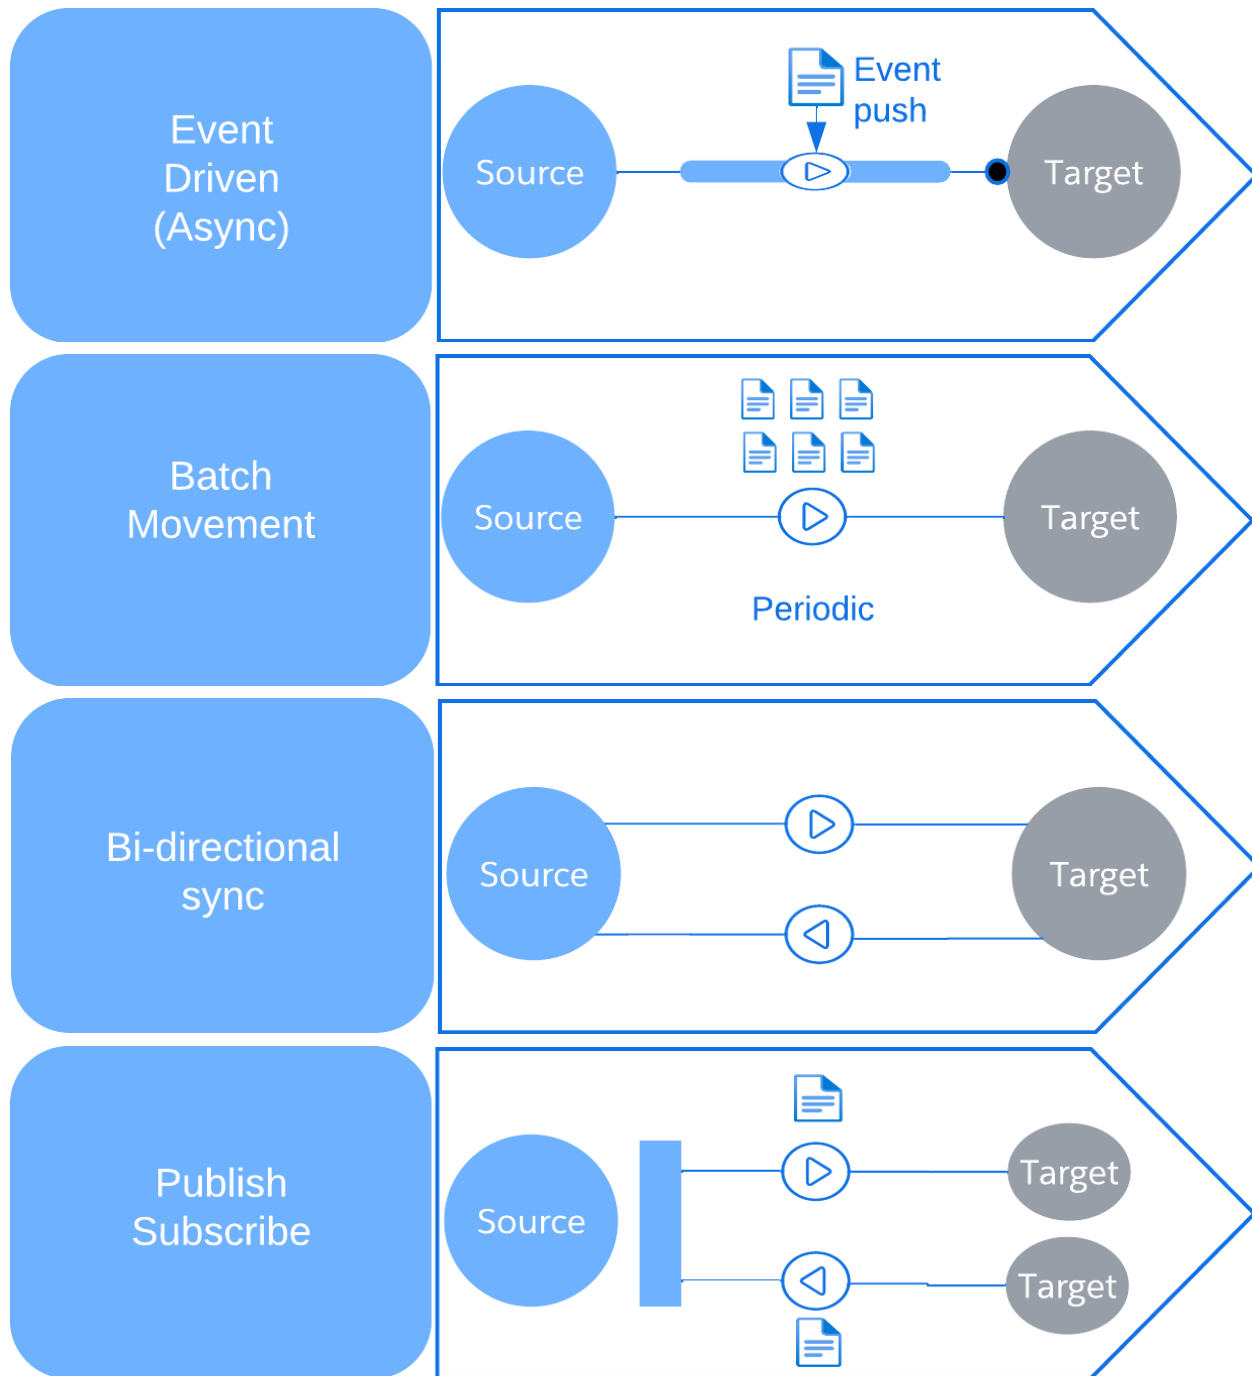 Event
Driven
(Async)
Source
Event
push
Target
Batch
Movement
Source
Periodic
Target
Bi-directional
sync
Source
Target
Publish
Subscribe
Source
Target
Target